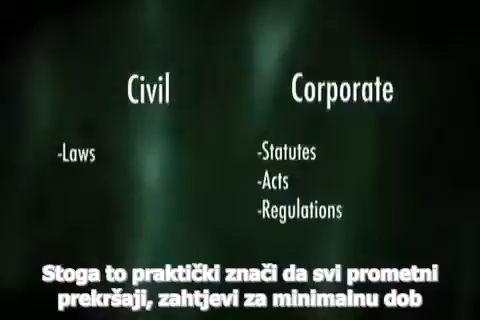 Civil
Corporate
-Laws
-Statutes
-Acts
-Regulations
Stoga to praktički znači da svi prometni
prekršaji, zahtjevi za minimalnu dob